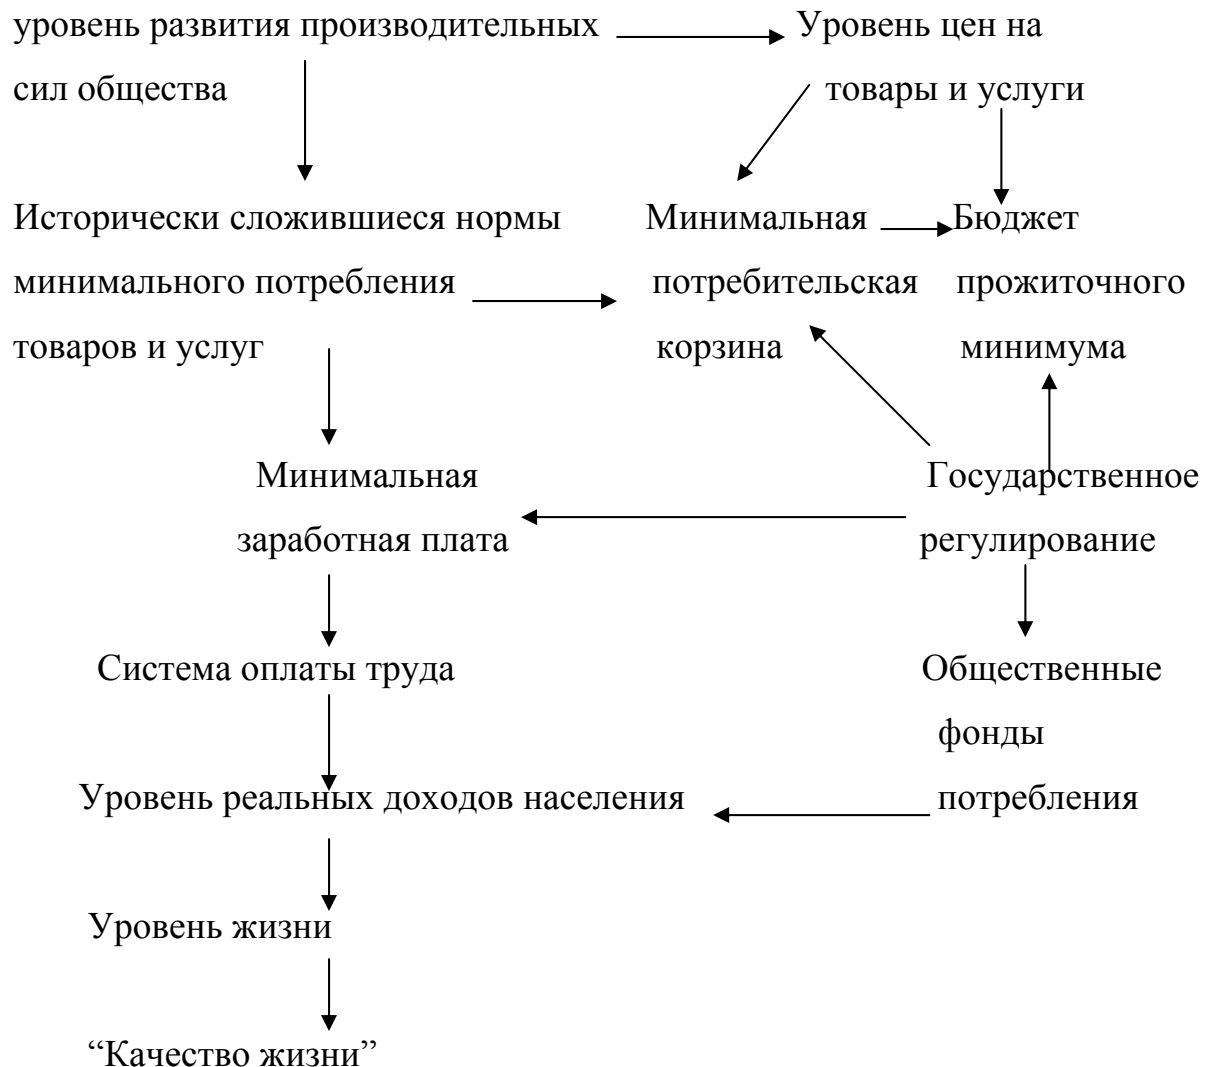 уровень развития производительных Уровень цен на
сил общества товары и услуги
Исторически сложившиеся нормы Минимальная Бюджет
минимального потребления потребительская прожиточного
товаров и услуг корзина минимума
Минимальная Государственное
заработная плата регулирование
Система оплаты труда Общественные
фонды
Уровень реальных доходов населения потребления
Уровень жизни
“Качество жизни”